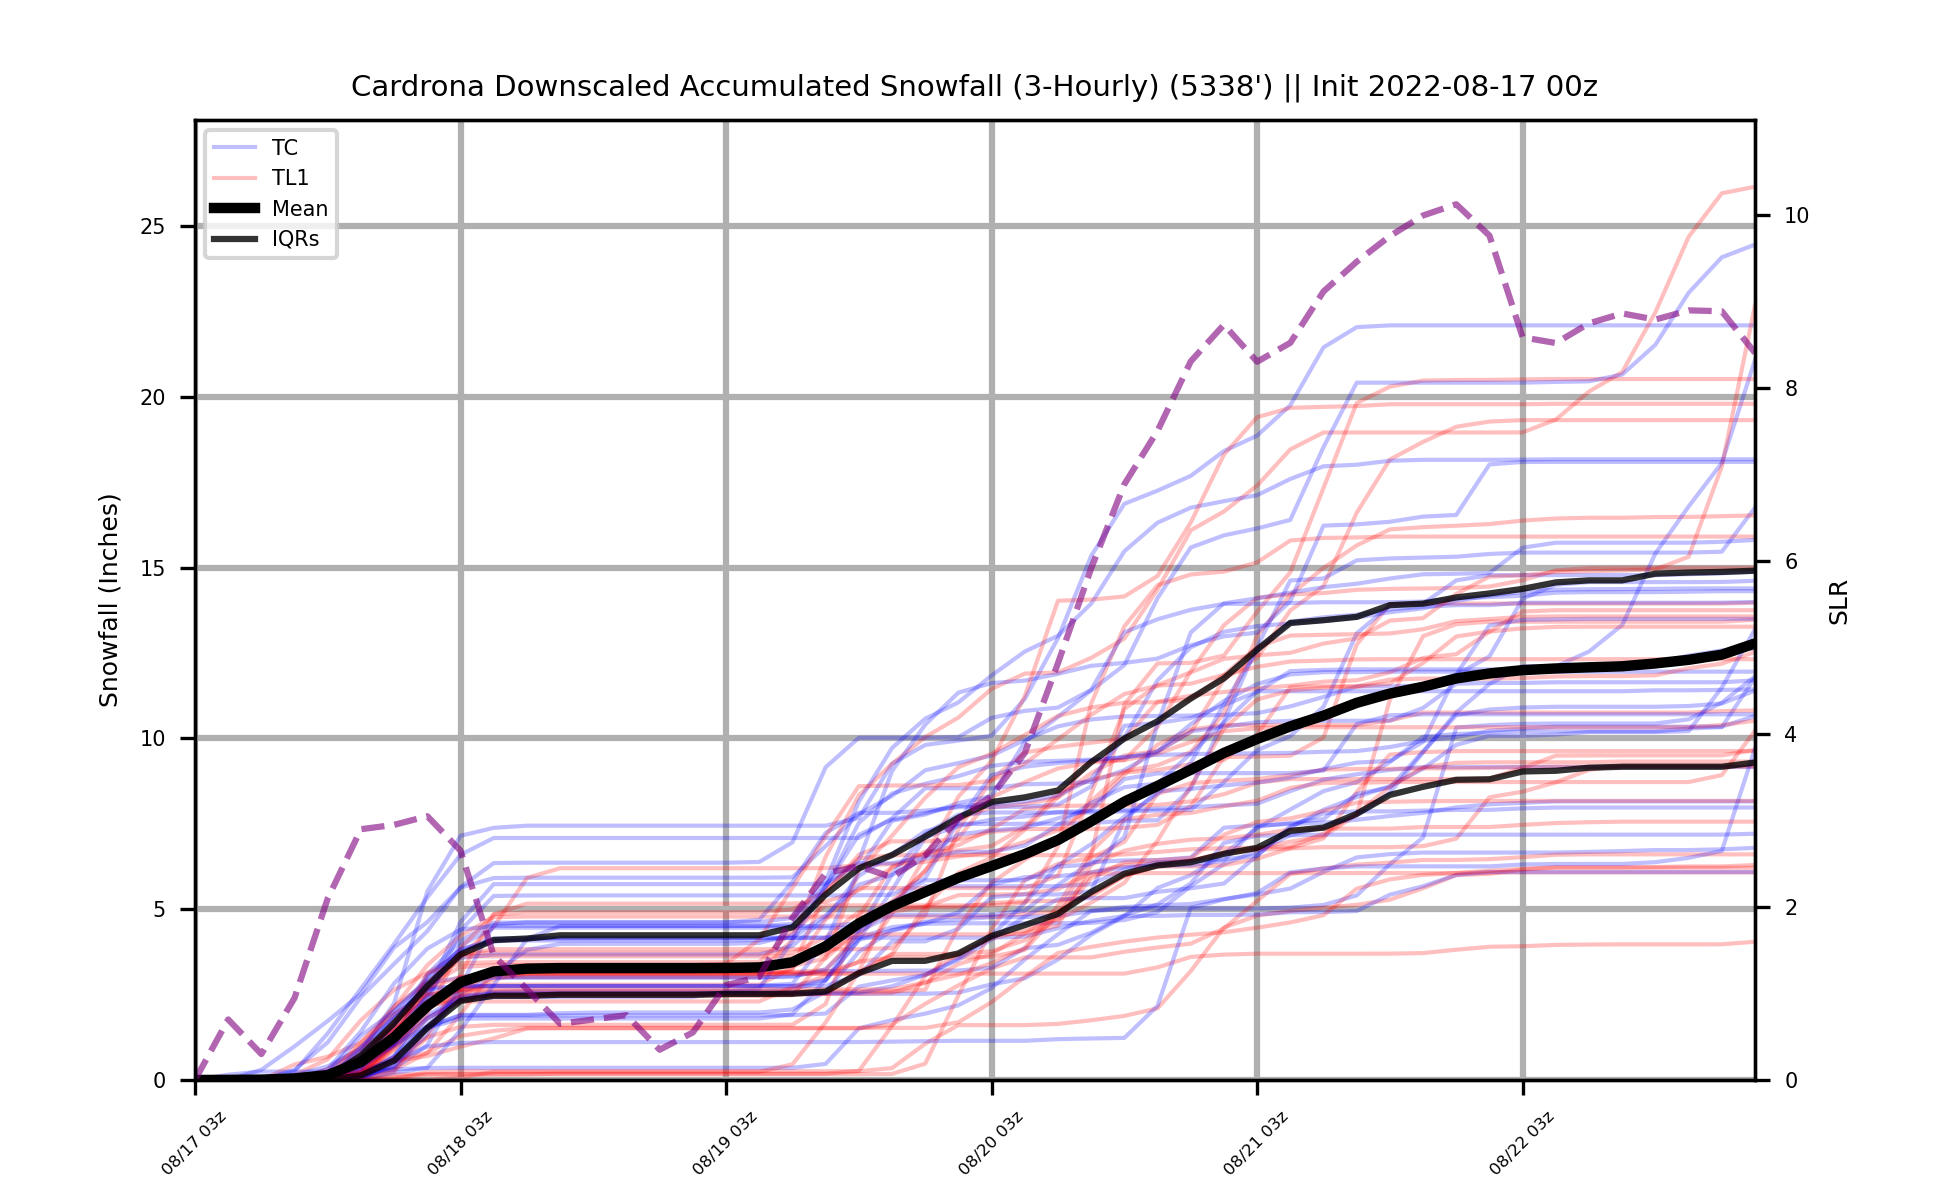 Cardrona Downscaled Accumulated Snowfall (3-Hourly) (5338') || Init 2022-08-17 00z
TC
TL1
Mean
IQRs
25
20
15
10
5
0
Snowfall (Inches)
10
8
6
4
2
0
SLR
08/17 03z
08/18 03z
08/19 03z
08/20 03z
08/21 03z
08/22 03z